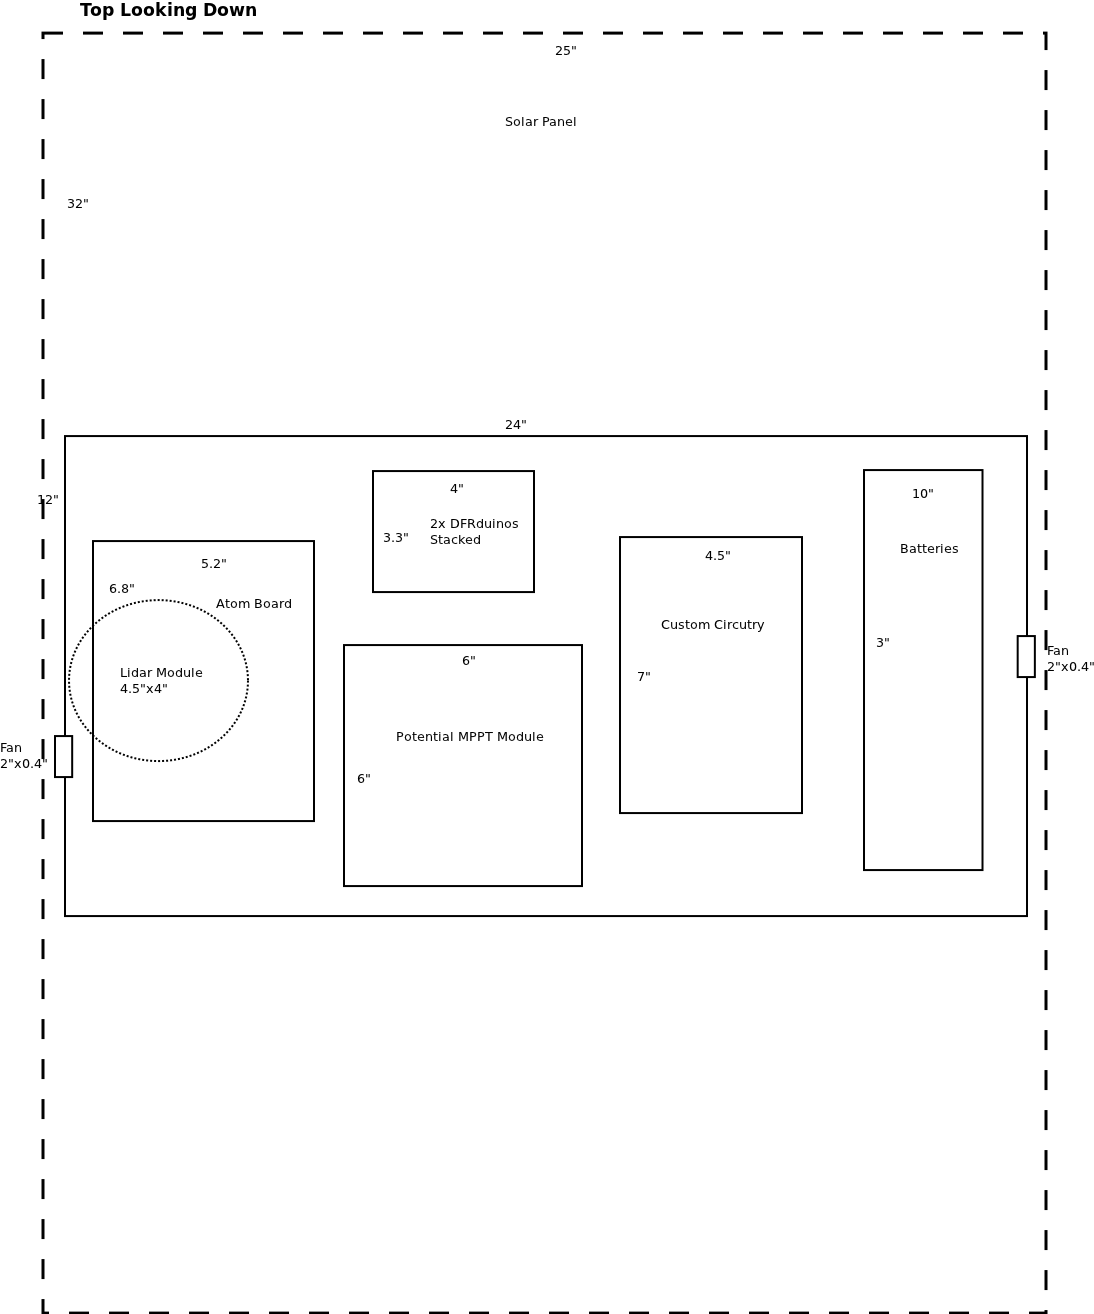 Top Looking Down
25"
Solar Panel
32"
24"
12"
4"
2x DFRduinos
Stacked
3.3"
5.2"
6.8"
Atom Board
Lidar Module
4.5"x4"
Fan
2"x0.4"
6"
Potential MPPT Module
6"
4.5"
Custom Circutry
7"
10"
Batteries
3"
Fan
2"x0.4"